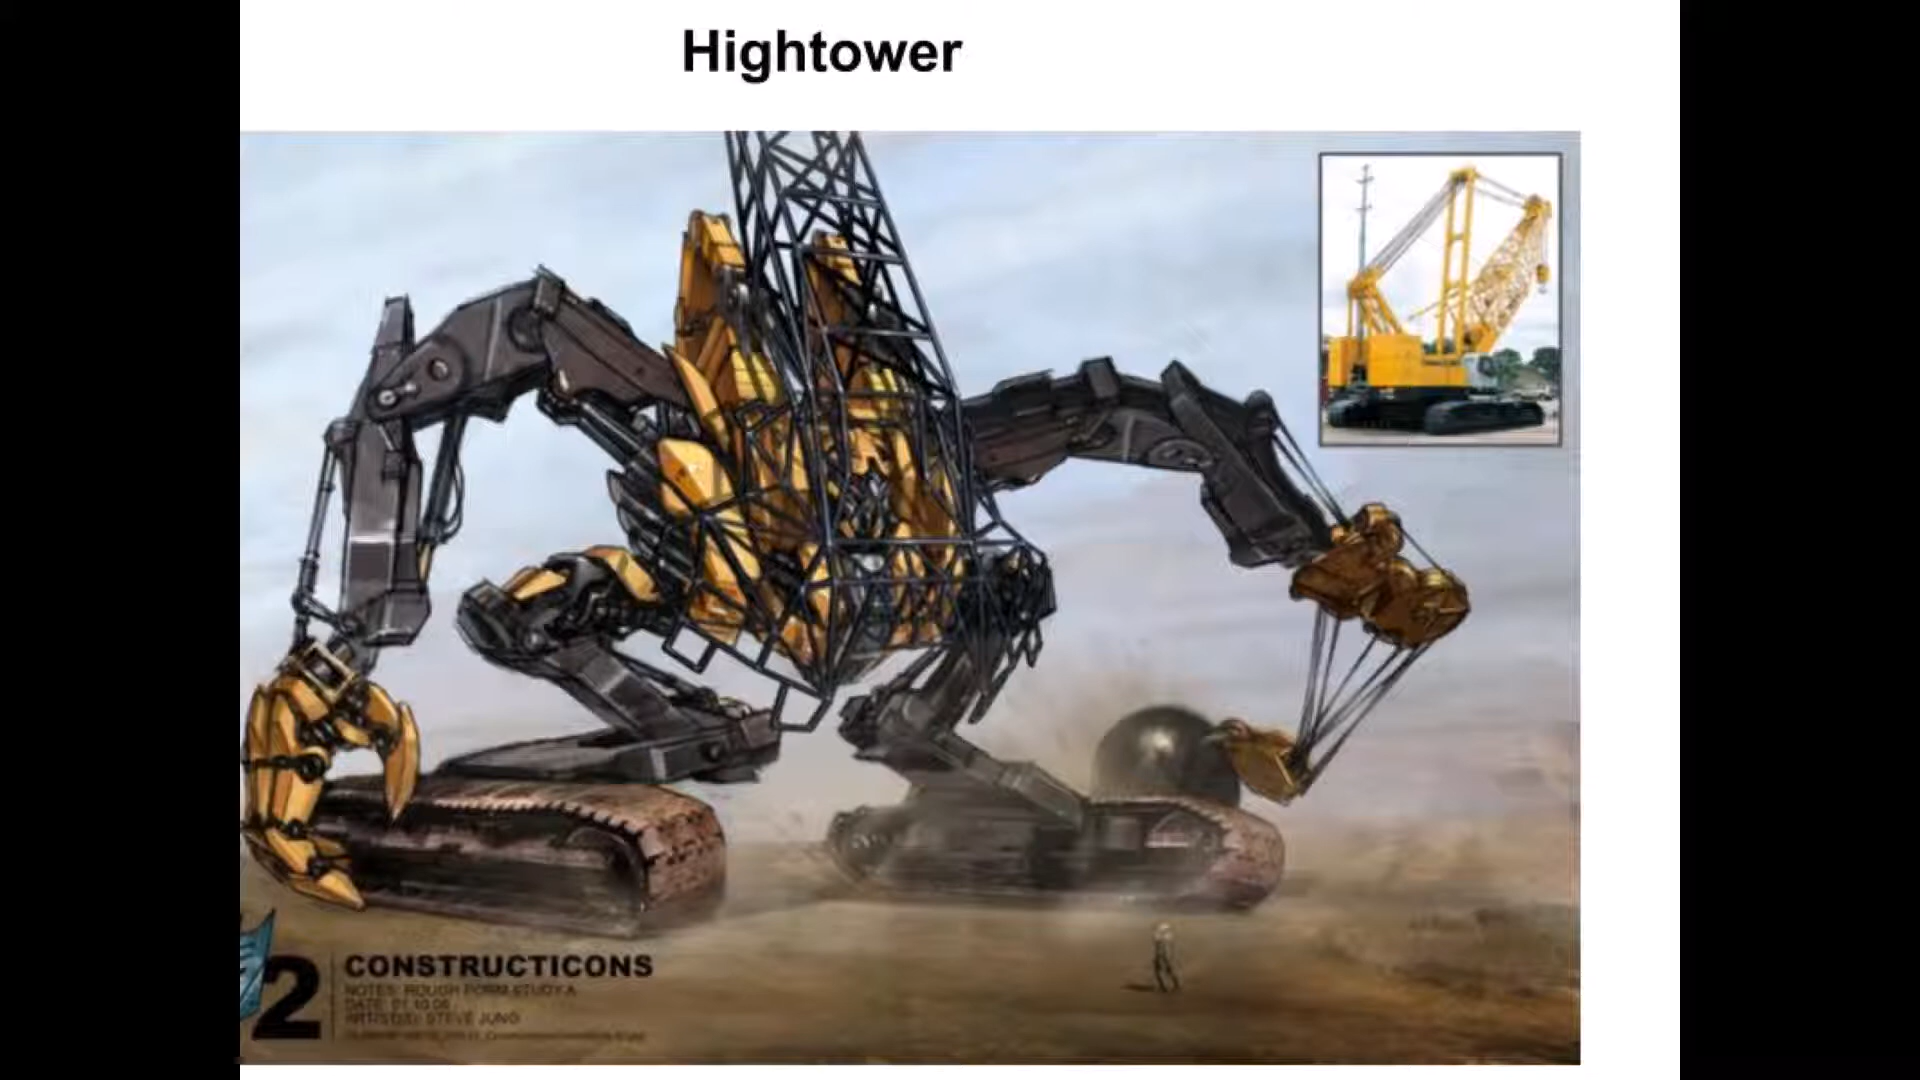 Hightower
2
CONSTRUCTICONS
NOTES: ROUGH FORM STUDY A
ARTIST(S): STEVE JUNG